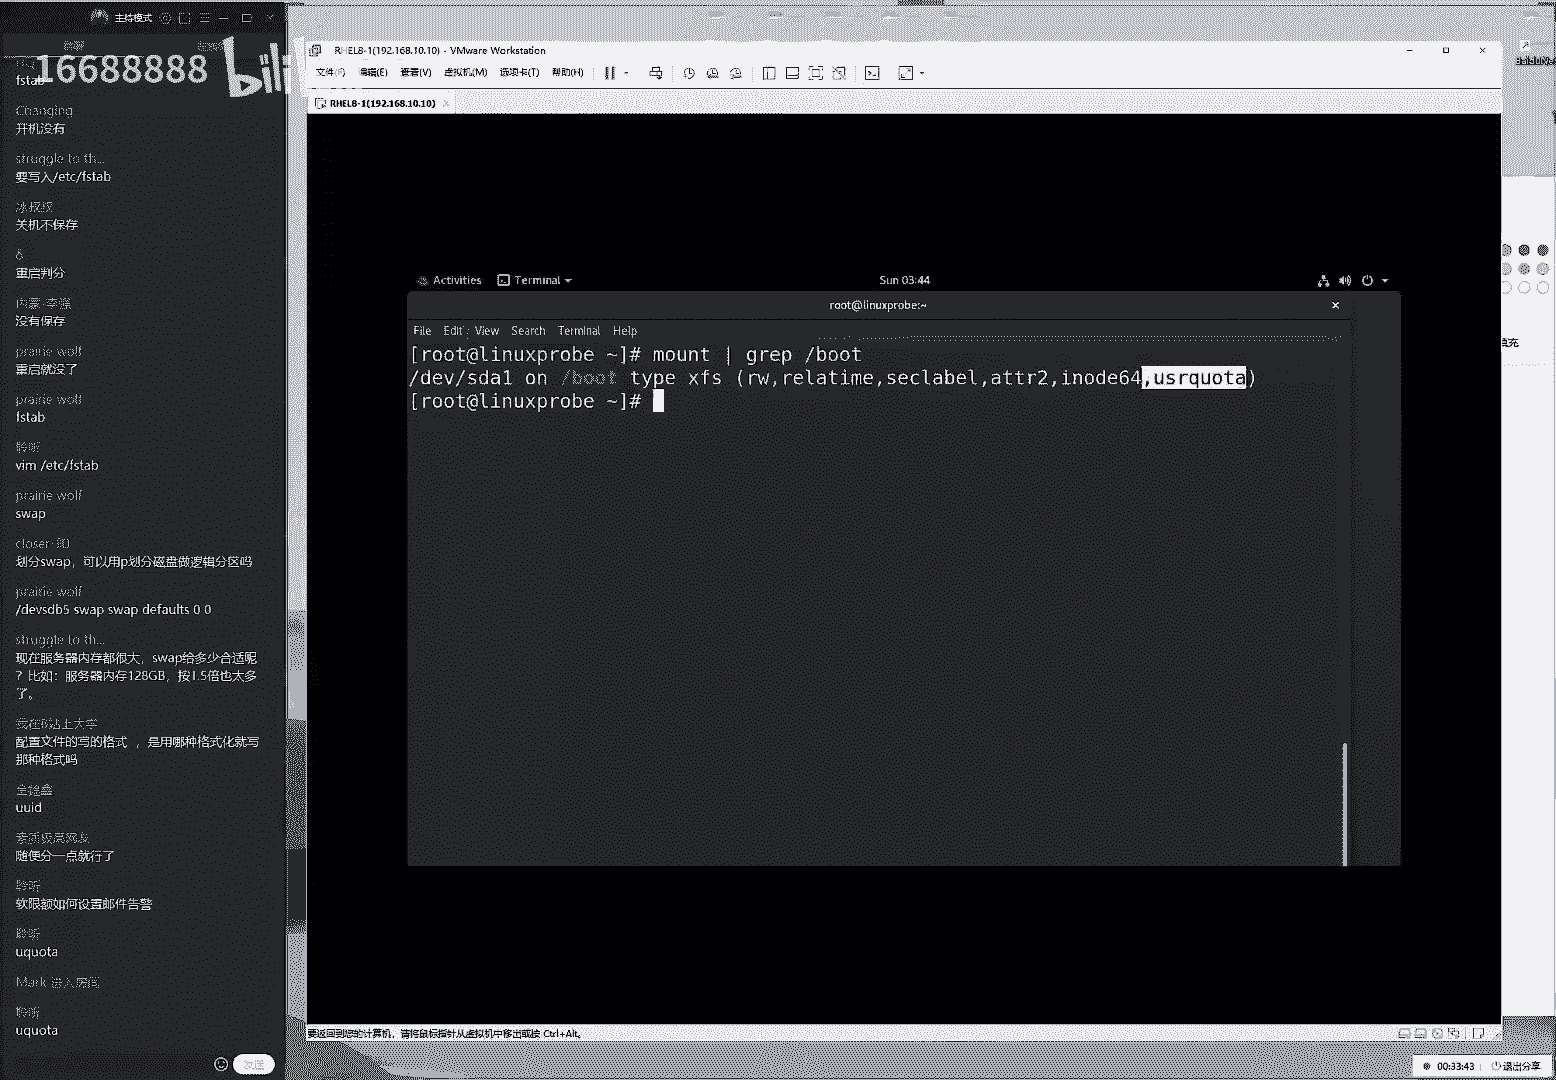 主持模式
16688888
bili
fstab
Changing
开机没有
struggle to th...
要写入/etc/fstab
冰叔叔
关机不保存
重启判分
内蒙·李强
没有保存
prairie wolf
重启就没了
prairie wolf
fstab
聆听
vim /etc/fstab
prairie wolf
swap
划分swap，可以用p划分磁盘做逻辑分区吗
prairie wolf
/devsdb5 swap swap defaults 0 0
struggle to th...
现在服务器内存都很大，swap给多少合适呢
？比如：服务器内存128GB，按1.5倍也太多
了。
我在B站上大学
配置文件的写的格式 ，是用哪种格式化就写
那种格式吗
uuid
素质极高网友
随便分一点就行了
聆听
软限额如何设置邮件告警
聆听
uquota
Mark 进入房间
聆听
uquota
发送
RHEL8-1(192.168.10.10) - VMware Workstation
文件(F) 编辑(E) 查看(V) 虚拟机(M) 选项卡(T) 帮助(H)
RHEL8-1(192.168.10.10)
Activities Terminal
Sun 03:44
root@linuxprobe:~
File Edit View Search Terminal Help
[root@linuxprobe ~]# mount | grep /boot
/dev/sda1 on /boot type xfs (rw,relatime,seclabel,attr2,inode64,usrquota)
[root@linuxprobe ~]#
要返回到您的计算机，请将鼠标指针从虚拟机中移出或按 Ctrl+Alt。
填充
00:33:43 退出分享